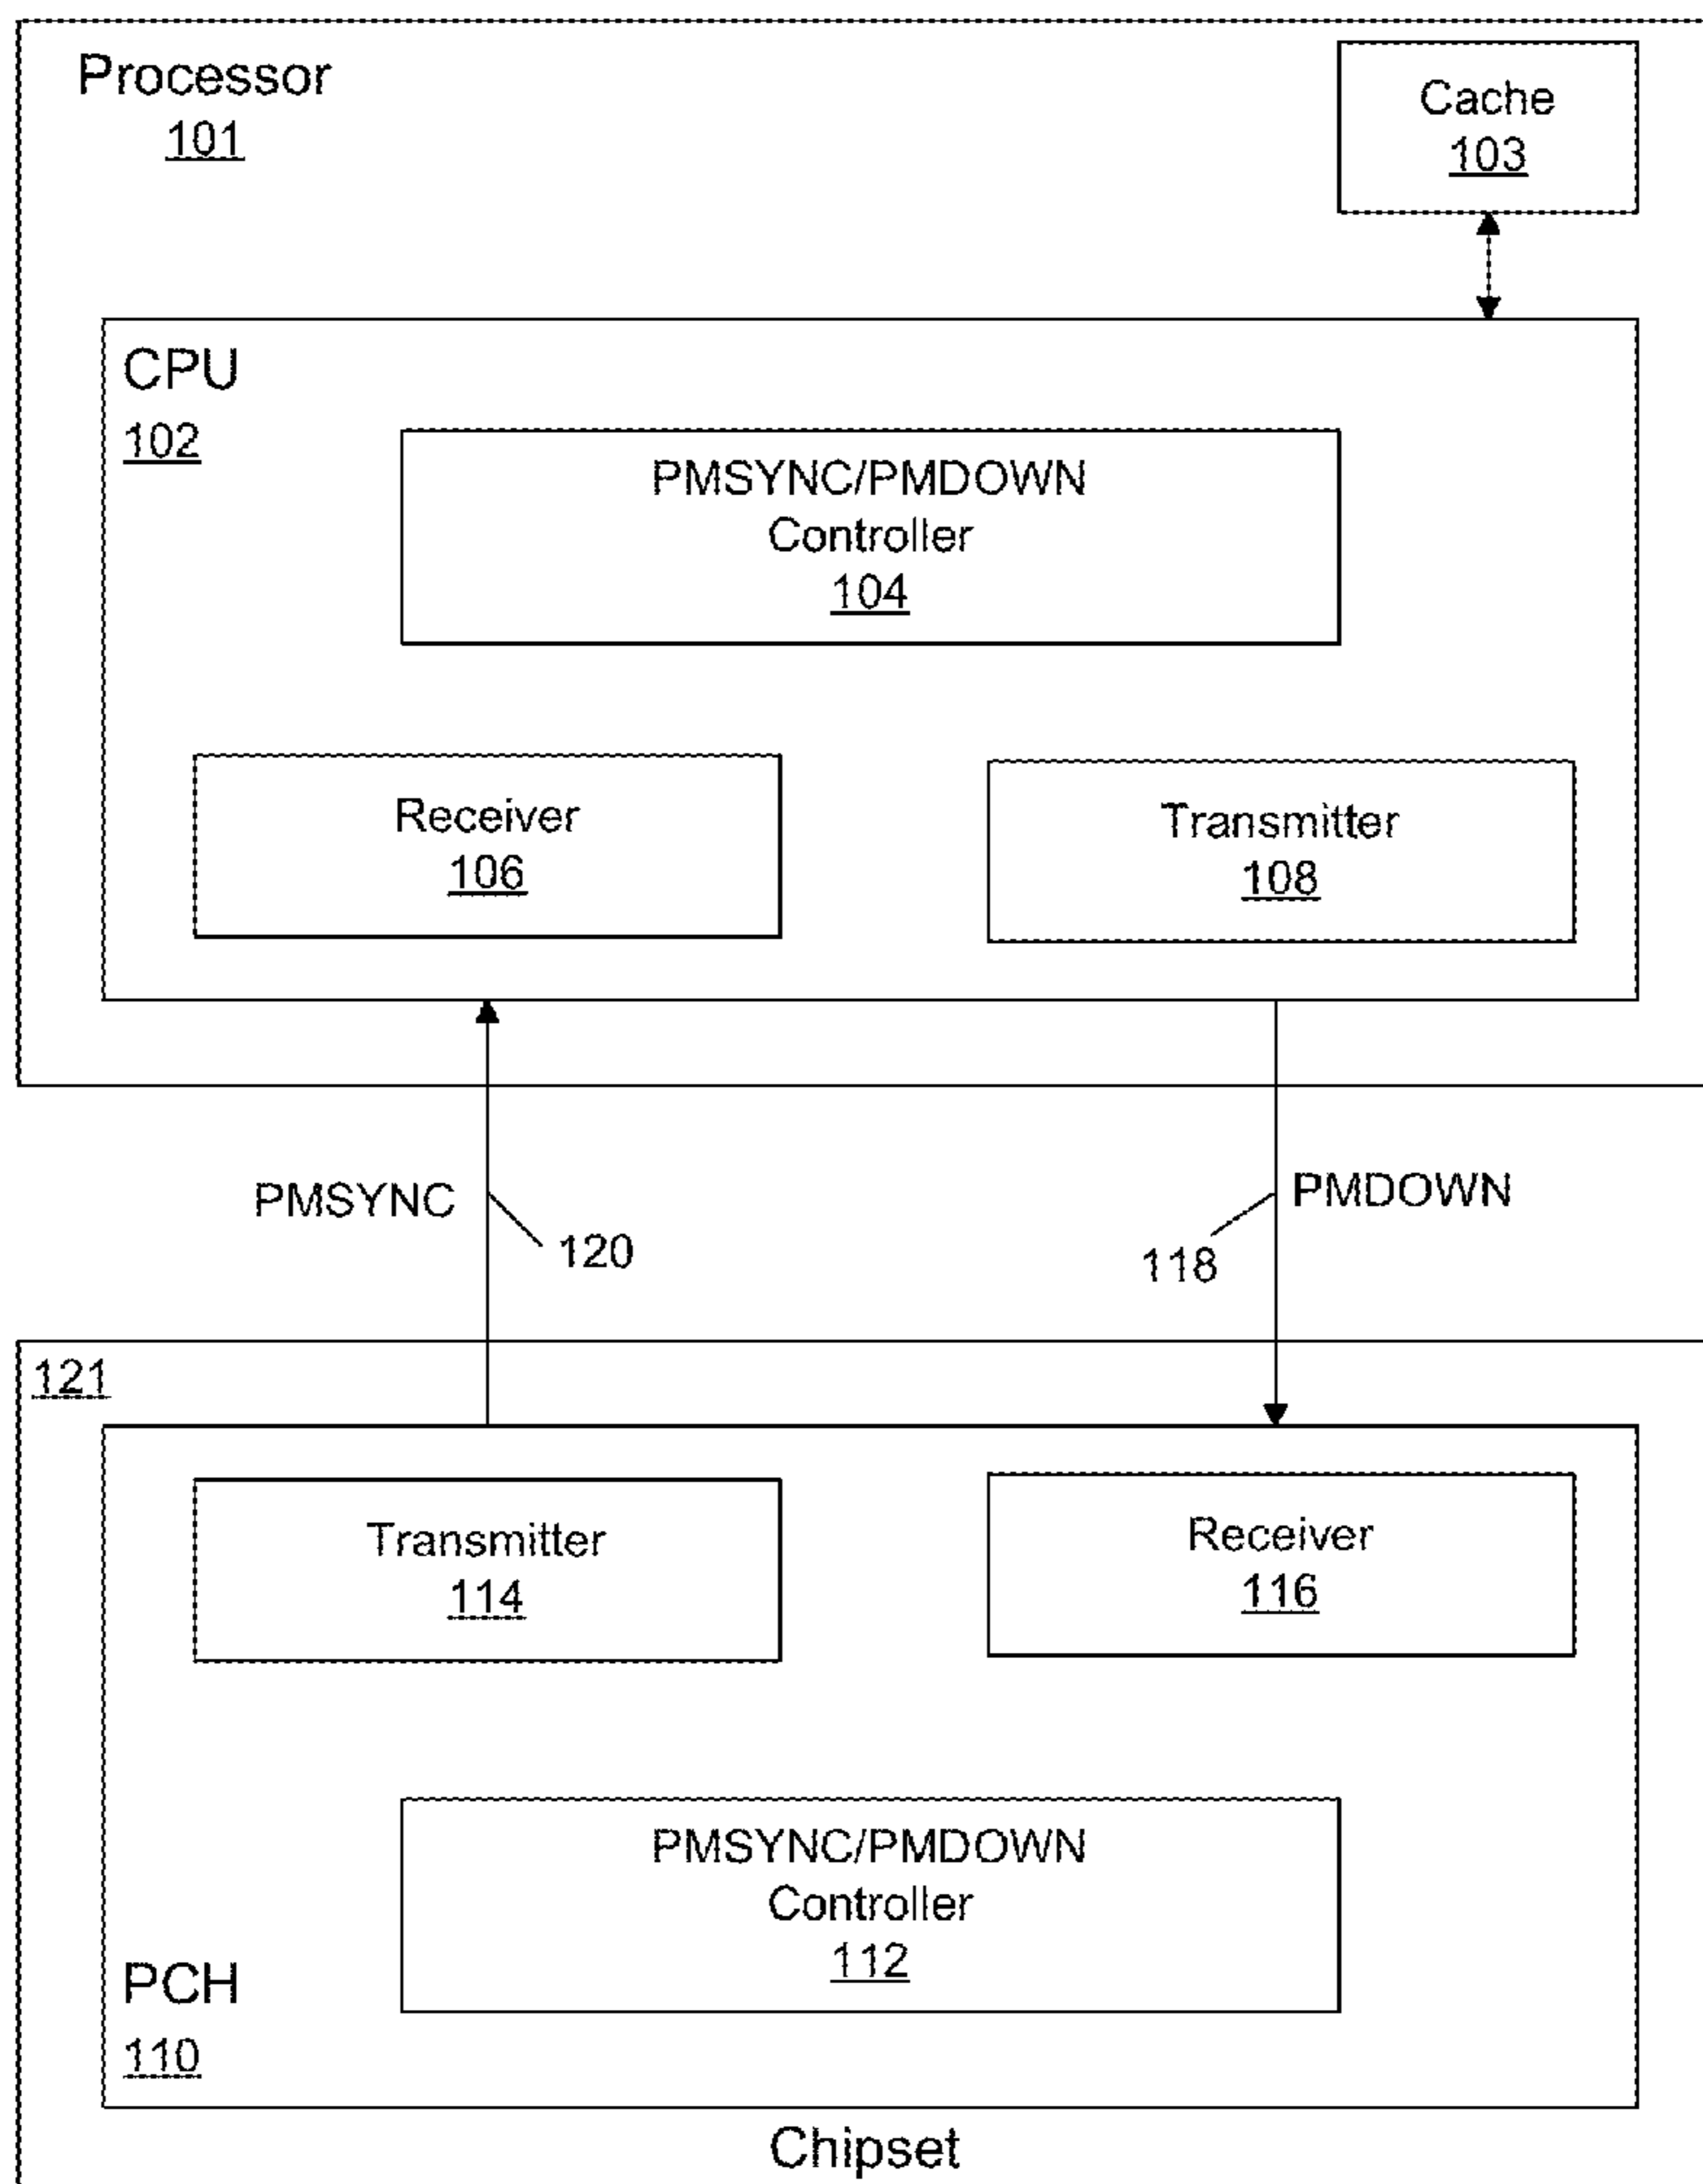 Processor
101
Cache
103
CPU
102
PMSYNC/PMDOWN
Controller
104
Receiver
106
Transmitter
108
PMSYNC
120
PMDOWN
118
121
Transmitter
114
Receiver
116
PMSYNC/PMDOWN
Controller
112
PCH
110
Chipset